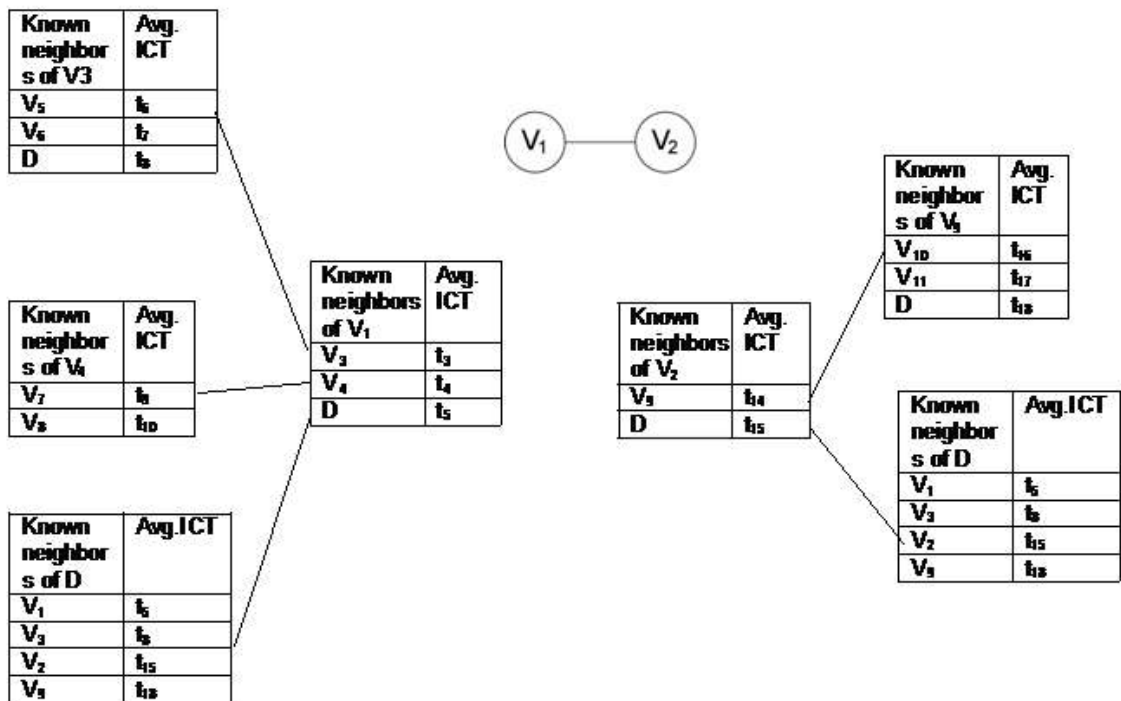 Known Avg.
neighbor ICT
s of V3
V₅ t₆
V₆ t₇
D t₈
V₁ V₂
Known Avg.
neighbor ICT
s of V₉
V₁₀ t₁₆
V₁₁ t₁₇
D t₁₈
Known Avg.
neighbors ICT
of V₁
V₃ t₃
V₄ t₄
D t₅
Known Avg.
neighbor ICT
s of V₄
V₇ t₉
V₈ t₁₀
Known Avg.
neighbors ICT
of V₂
V₉ t₁₄
D t₁₅
Known Avg.ICT
neighbor
s of D
V₁ t₅
V₃ t₈
V₂ t₁₅
V₉ t₁₈
Known Avg.ICT
neighbor
s of D
V₁ t₅
V₃ t₈
V₂ t₁₅
V₉ t₁₈